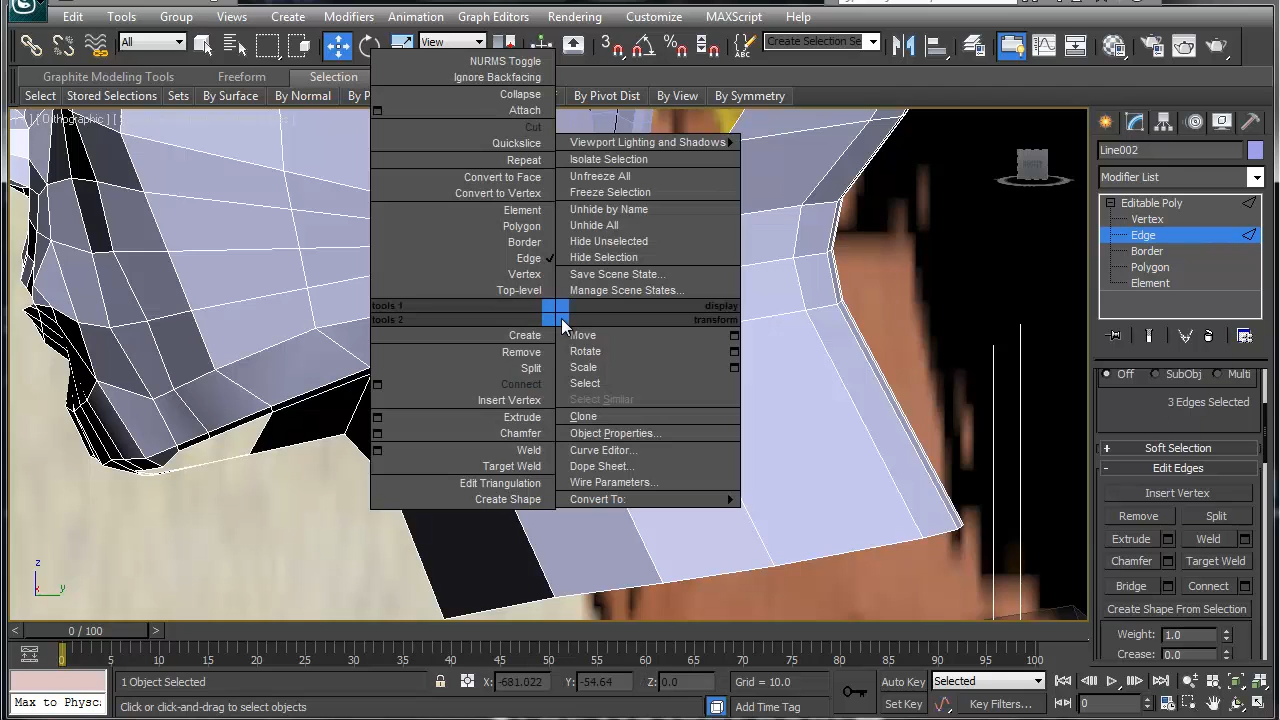 Edit Tools Group Views Create Modifiers Animation Graph Editors Rendering Customize MAXScript Help
All
View
3
Create Selection Se
Graphite Modeling Tools Freeform Selection
Select Stored Selections Sets By Surface By Normal By P By Pivot Dist By View By Symmetry
NURMS Toggle
Ignore Backfacing
Collapse
Attach
Cut
Quickslice
Repeat
Convert to Face
Convert to Vertex
Element
Polygon
Border
Edge
Vertex
Top-level
tools 1
tools 2
Create
Remove
Split
Connect
Insert Vertex
Extrude
Chamfer
Weld
Target Weld
Edit Triangulation
Create Shape
Viewport Lighting and Shadows
Isolate Selection
Unfreeze All
Freeze Selection
Unhide by Name
Unhide All
Hide Unselected
Hide Selection
Save Scene State...
Manage Scene States...
display
transform
Move
Rotate
Scale
Select
Select Similar
Clone
Object Properties...
Curve Editor...
Dope Sheet...
Wire Parameters...
Convert To:
Line002
Modifier List
Editable Poly
Vertex
Edge
Border
Polygon
Element
Off SubObj Multi
3 Edges Selected
+ Soft Selection
- Edit Edges
Insert Vertex
Remove Split
Extrude Weld
Chamfer Target Weld
Bridge Connect
Create Shape From Selection
Weight: 1.0
Crease: 0.0
z
x y
< 0 / 100 >
0 5 10 15 20 25 30 35 40 45 50 55 60 65 70 75 80 85 90 95 100
1 Object Selected X: -681.022 Y: -54.64 Z: 0.0 Grid = 10.0 Auto Key Selected
Max to Physca Click or click-and-drag to select objects Add Time Tag Set Key Key Filters... 0